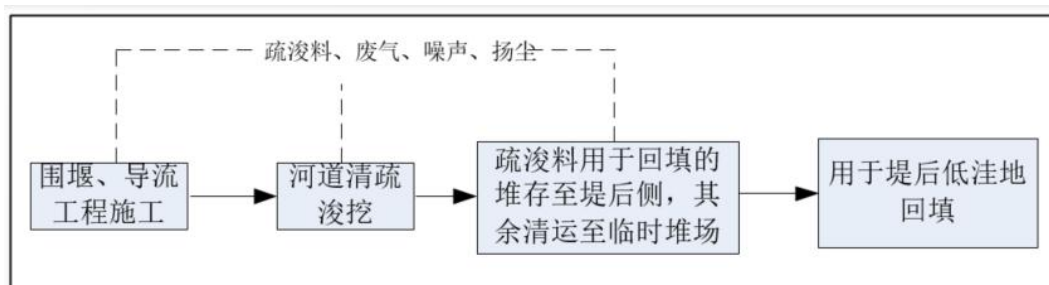 疏浚料、废气、噪声、扬尘
围堰、导流
工程施工
河道清疏
浚挖
疏浚料用于回填的
堆存至堤后侧，其
余清运至临时堆场
用于堤后低洼地
回填